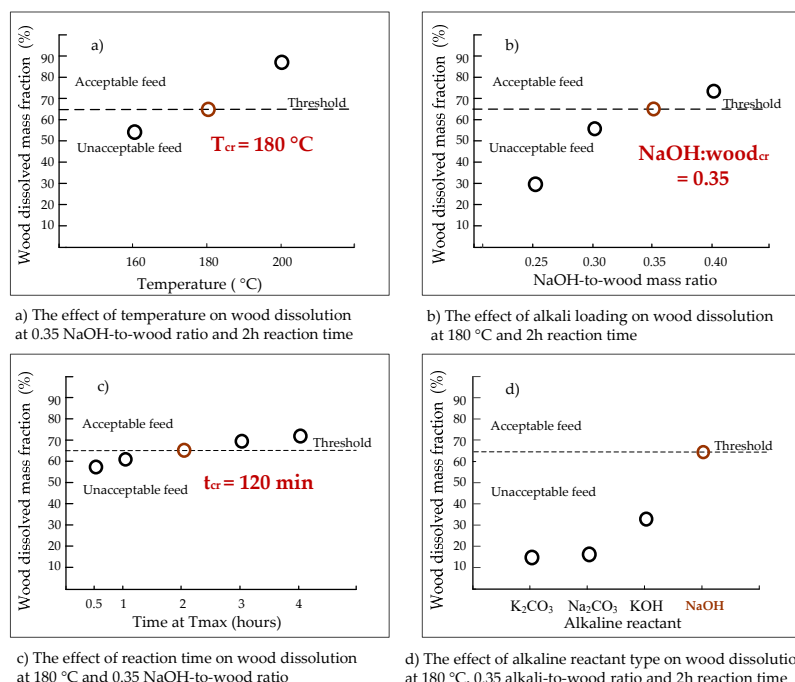 a)
Wood dissolved mass fraction (%)
90
80
70
60
50
40
30
20
10
Acceptable feed
Threshold
Unacceptable feed
Tcr = 180 °C
160 180 200
Temperature ( °C)
a) The effect of temperature on wood dissolution
at 0.35 NaOH-to-wood ratio and 2h reaction time
b)
Wood dissolved mass fraction (%)
90
80
70
60
50
40
30
20
10
Acceptable feed
Threshold
Unacceptable feed
NaOH:woodcr
= 0.35
0.25 0.30 0.35 0.40
NaOH-to-wood mass ratio
b) The effect of alkali loading on wood dissolution
at 180 °C and 2h reaction time
c)
Wood dissolved mass fraction (%)
90
80
70
60
50
40
30
20
10
Acceptable feed
Threshold
Unacceptable feed
tcr = 120 min
0.5 1 2 3 4
Time at Tmax (hours)
c) The effect of reaction time on wood dissolution
at 180 °C and 0.35 NaOH-to-wood ratio
d)
Wood dissolved mass fraction (%)
90
80
70
60
50
40
30
20
10
Acceptable feed
Threshold
Unacceptable feed
K₂CO₃ Na₂CO₃ KOH NaOH
Alkaline reactant
d) The effect of alkaline reactant type on wood dissolutio
at 180 °C, 0.35 alkali-to-wood ratio and 2h reaction time